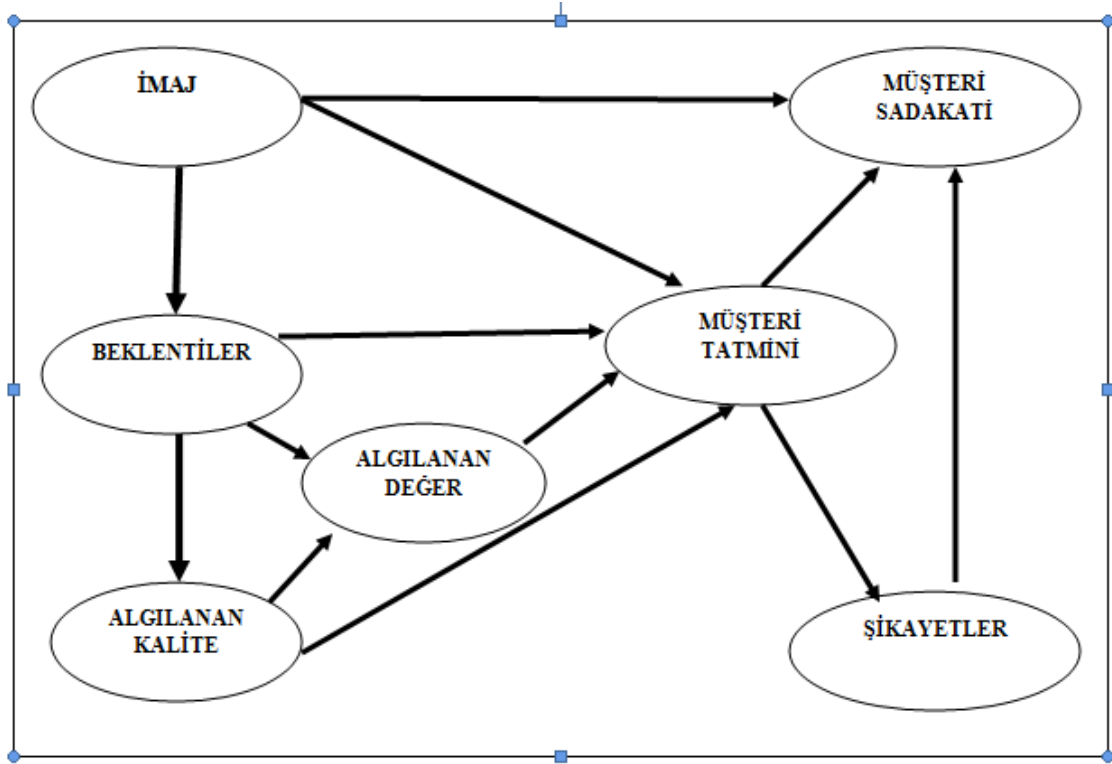 İMAJ
MÜŞTERİ
SADAKATİ
MÜŞTERİ
TATMİNİ
BEKLENTİLER
ALGILANAN
DEĞER
ALGILANAN
KALİTE
ŞİKAYETLER